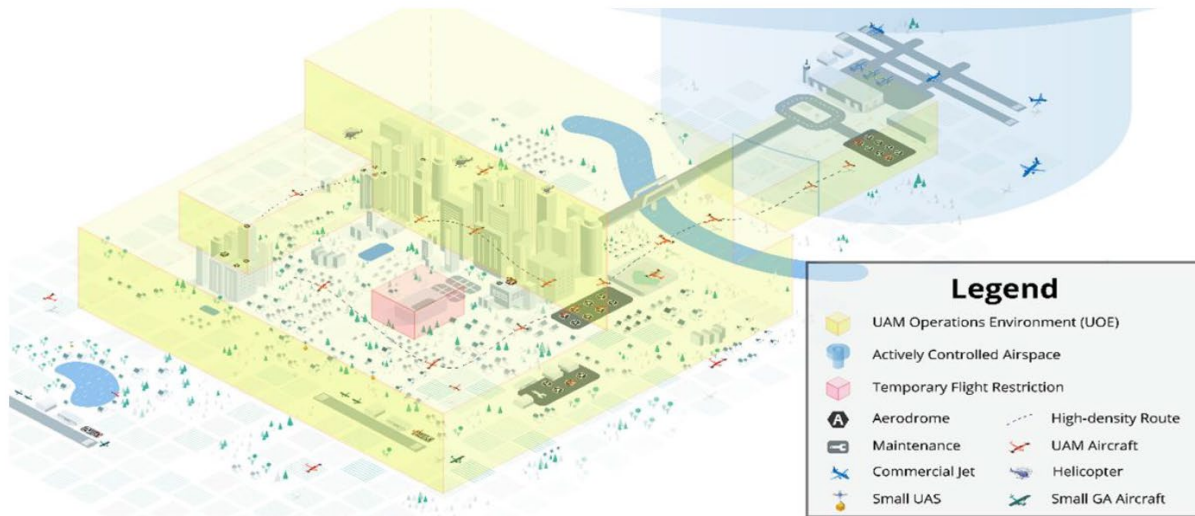 Legend
UAM Operations Environment (UOE)
Actively Controlled Airspace
Temporary Flight Restriction
A Aerodrome
High-density Route
Maintenance
UAM Aircraft
Commercial Jet
Helicopter
Small UAS
Small GA Aircraft